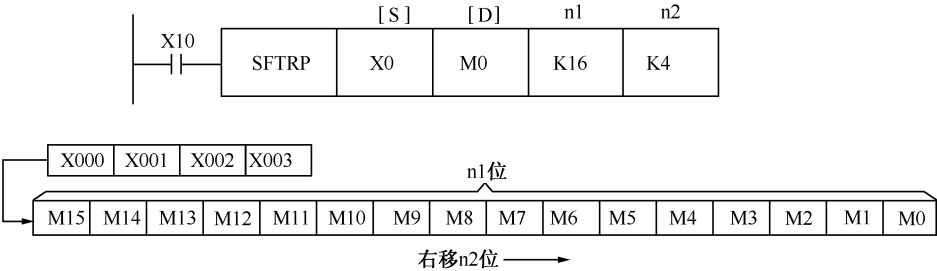 [S] [D] n1 n2
X10
SFTRP X0 M0 K16 K4
X000 X001 X002 X003
n1位
M15 M14 M13 M12 M11 M10 M9 M8 M7 M6 M5 M4 M3 M2 M1 M0
右移n2位